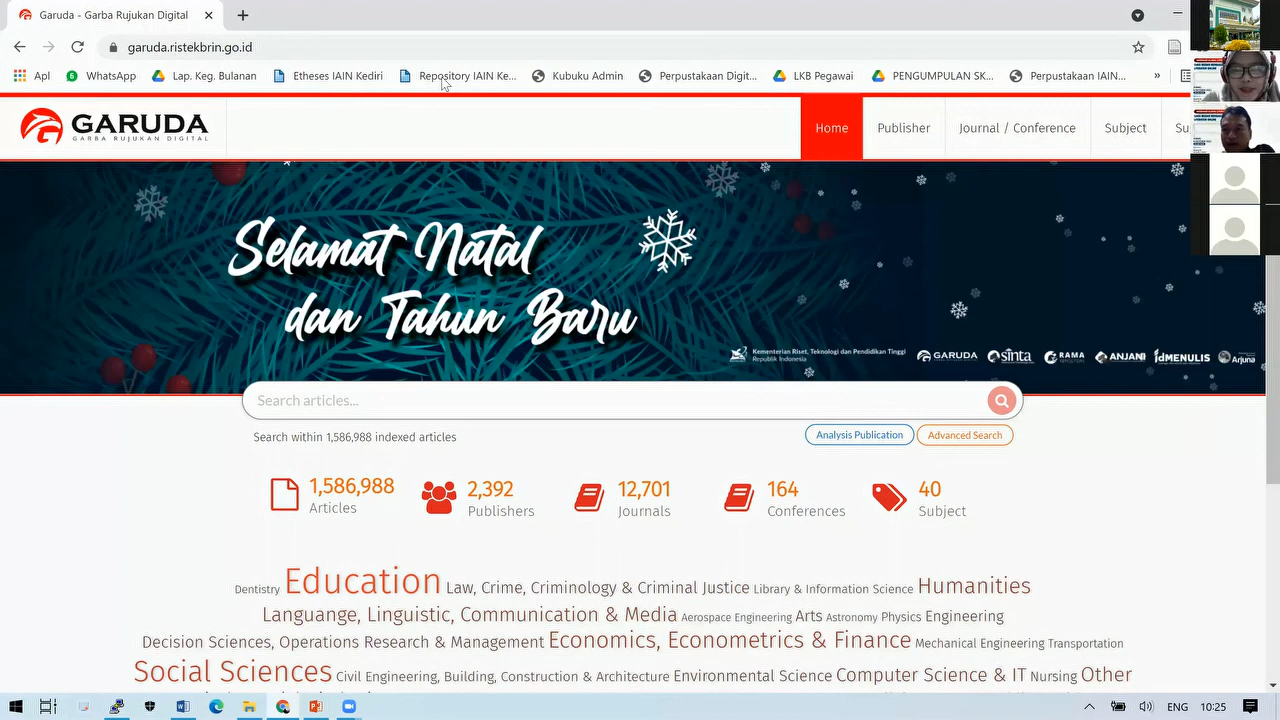 Garuda - Garba Rujukan Digital
garuda.ristekbrin.go.id
Apl WhatsApp Lap. Keg. Bulanan Etheses IAIN Kediri Repository IAIN Kubuk Admin Perpustakaan Digi... LKB Pegawai PENGU LAN SK... Perpustakaan IAIN... »
GARUDA
GARBA RUJUKAN DIGITAL
Home Publisher Journal / Conference Subject Su
Selamat Natal
dan Tahun Baru
Kementerian Riset, Teknologi dan Pendidikan Tinggi
Republik Indonesia
GARUDA sinta RAMA ANJANI IDMENULIS Arjuna
Search articles...
Search within 1,586,988 indexed articles
Analysis Publication Advanced Search
1,586,988 2,392 12,701 164 40
Articles Publishers Journals Conferences Subject
Dentistry Education Law, Crime, Criminology & Criminal Justice Library & Information Science Humanities
Languange, Linguistic, Communication & Media Aerospace Engineering Arts Astronomy Physics Engineering
Decision Sciences, Operations Research & Management Economics, Econometrics & Finance Mechanical Engineering Transportation
Social Sciences Civil Engineering, Building, Construction & Architecture Environmental Science Computer Science & IT Nursing Other
ENG 10:25